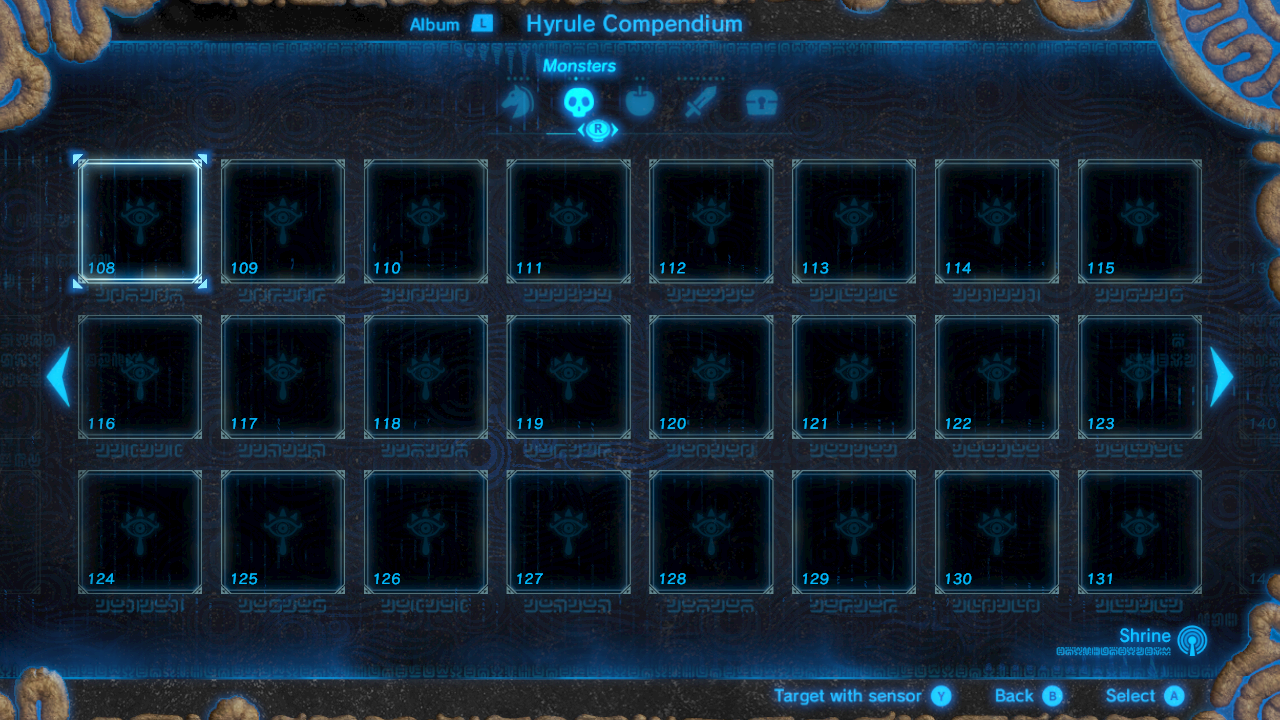 Album L Hyrule Compendium
Monsters
R
108 109 110 111 112 113 114 115
116 117 118 119 120 121 122 123
124 125 126 127 128 129 130 131
Shrine
Target with sensor Y Back B Select A